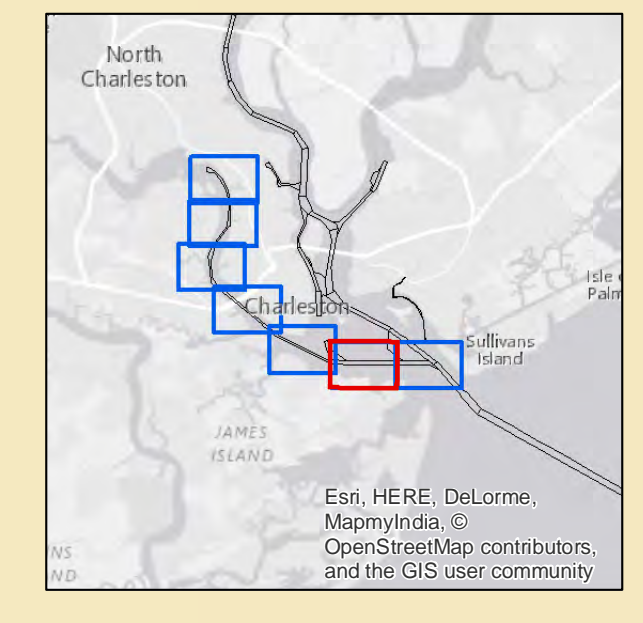 North
Charleston
Isle o
Palm
Charleston
Sullivans
Island
JAMES
ISLAND
Esri, HERE, DeLorme,
MapmyIndia, ©
OpenStreetMap contributors,
and the GIS user community
NS
ND